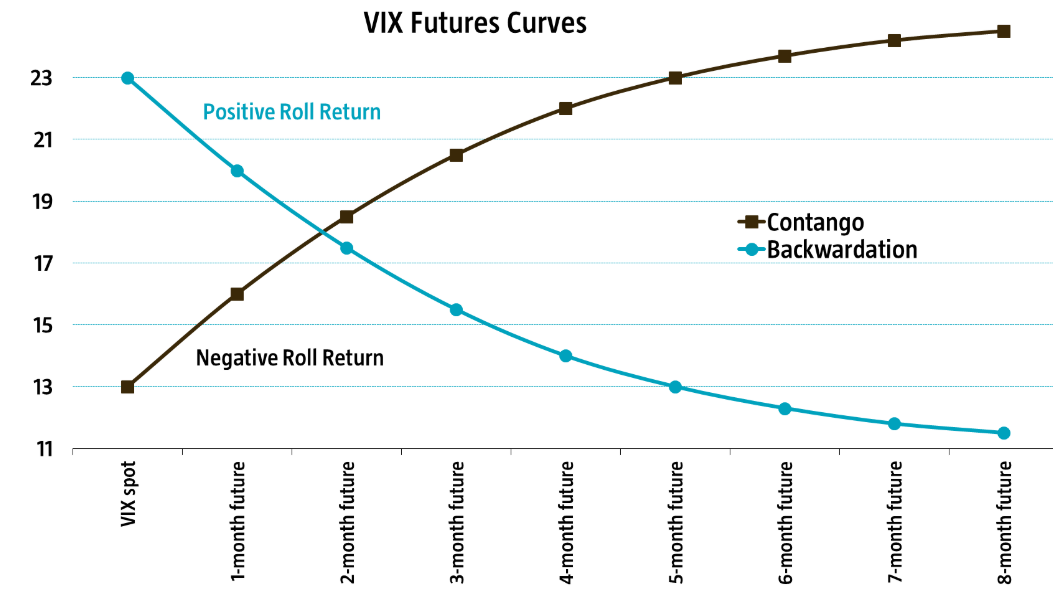 VIX Futures Curves
23
21
19
17
15
13
11
Positive Roll Return
Negative Roll Return
Contango
Backwardation
VIX spot
1-month future
2-month future
3-month future
4-month future
5-month future
6-month future
7-month future
8-month future